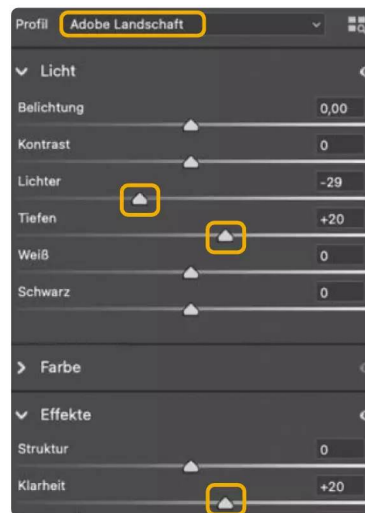 Profil Adobe Landschaft
Licht
Belichtung 0,00
Kontrast 0
Lichter -29
Tiefen +20
Weiß 0
Schwarz 0
Farbe
Effekte
Struktur 0
Klarheit +20